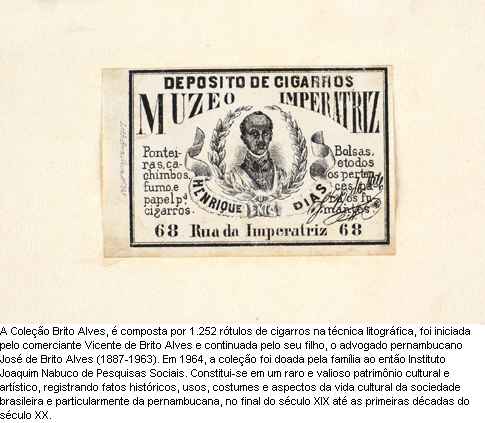 DEPOSITO DE CIGARROS
MUZEO IMPERATRIZ
Ponteiras, cachimbos, fumo, e papel pª cigarros.
HENRIQUE DIAS
Bolsas, e todos os pertences pa
mantes
68 Rua da Imperatriz 68
A Coleção Brito Alves, é composta por 1.252 rótulos de cigarros na técnica litográfica, foi iniciada
pelo comerciante Vicente de Brito Alves e continuada pelo seu filho, o advogado pernambucano
José de Brito Alves (1887-1963). Em 1964, a coleção foi doada pela família ao então Instituto
Joaquim Nabuco de Pesquisas Sociais. Constitui-se em um raro e valioso patrimônio cultural e
artístico, registrando fatos históricos, usos, costumes e aspectos da vida cultural da sociedade
brasileira e particularmente da pernambucana, no final do século XIX até as primeiras décadas do
século XX.